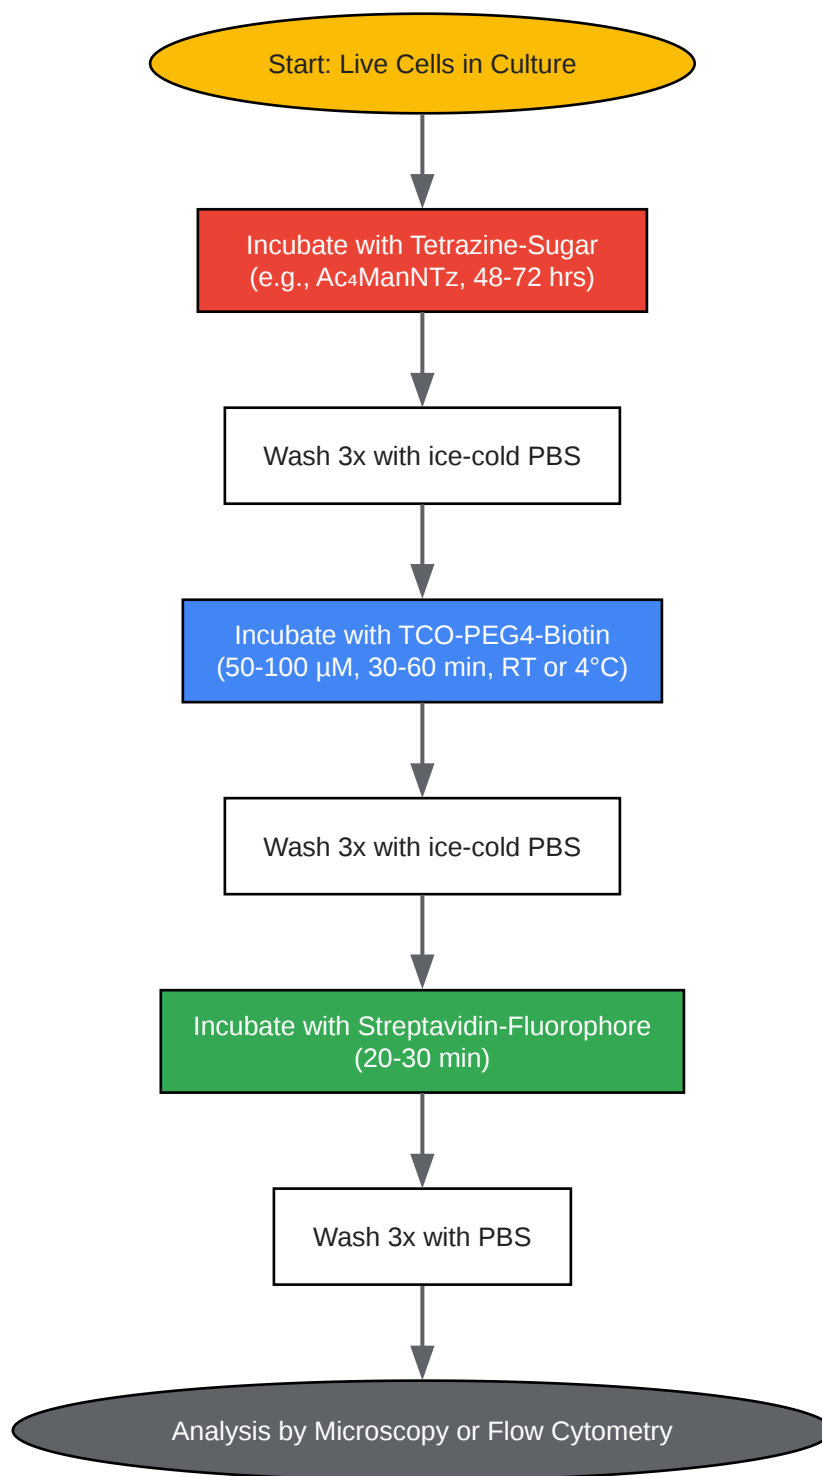 Start: Live Cells in Culture
Incubate with Tetrazine-Sugar
(e.g., Ac₄ManNTz, 48-72 hrs)
Wash 3x with ice-cold PBS
Incubate with TCO-PEG4-Biotin
(50-100 µM, 30-60 min, RT or 4°C)
Wash 3x with ice-cold PBS
Incubate with Streptavidin-Fluorophore
(20-30 min)
Wash 3x with PBS
Analysis by Microscopy or Flow Cytometry